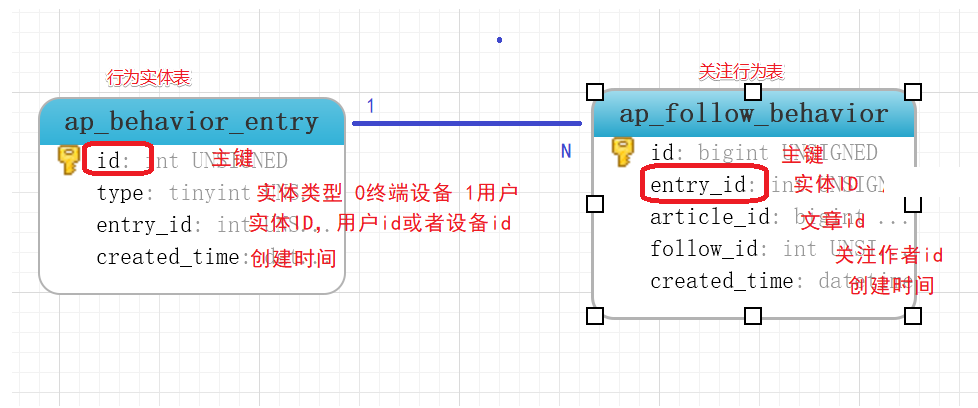 行为实体表
ap_behavior_entry
id: int UNSIGNED
主键
type: tinyint UNS...
实体类型 0终端设备 1用户
entry_id: int UNS...
实体ID，用户id或者设备id
created_time: dat
创建时间
1
N
关注行为表
ap_follow_behavior
id: bigint UNSIGNED
主键
entry_id: int UNSIGN
实体ID
article_id: bigint ...
文章id
follow_id: int UNSI
关注作者id
created_time: datetime
创建时间